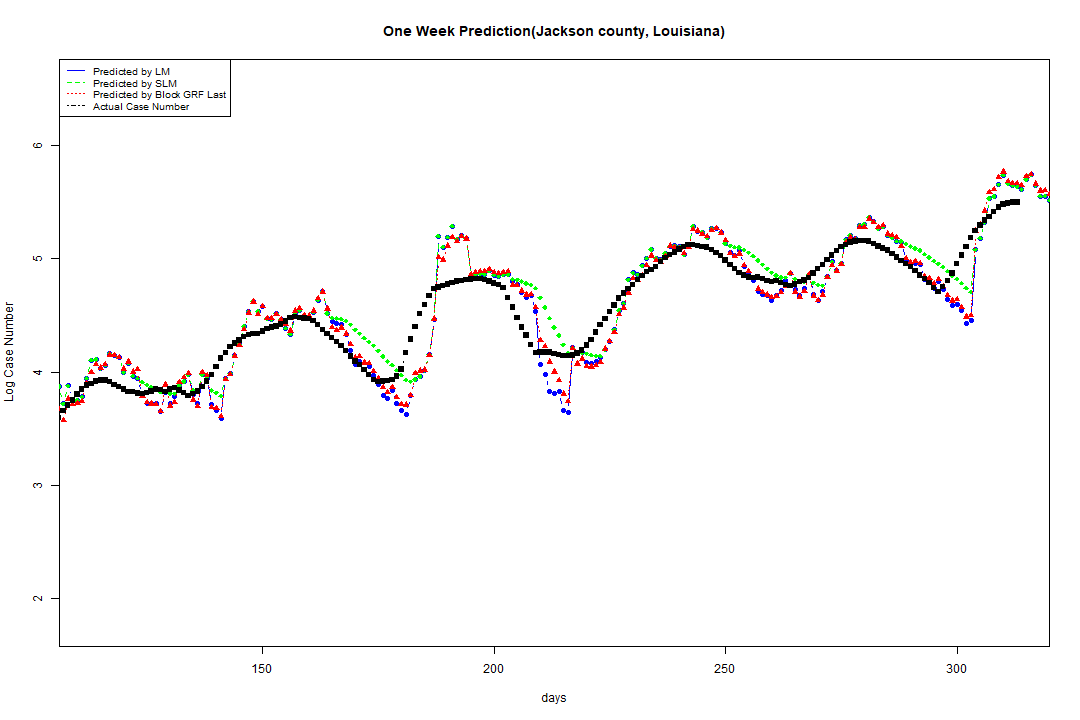 One Week Prediction(Jackson county, Louisiana)
Predicted by LM
Predicted by SLM
Predicted by Block GRF Last
Actual Case Number
Log Case Number
6
5
4
3
2
150
200
250
300
days